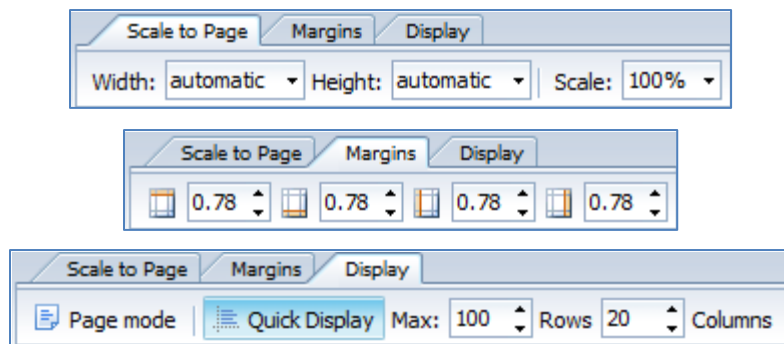 Scale to Page Margins Display
Width: automatic Height: automatic Scale: 100%
Scale to Page Margins Display
0.78 0.78 0.78 0.78
Scale to Page Margins Display
Page mode Quick Display Max: 100 Rows 20 Columns